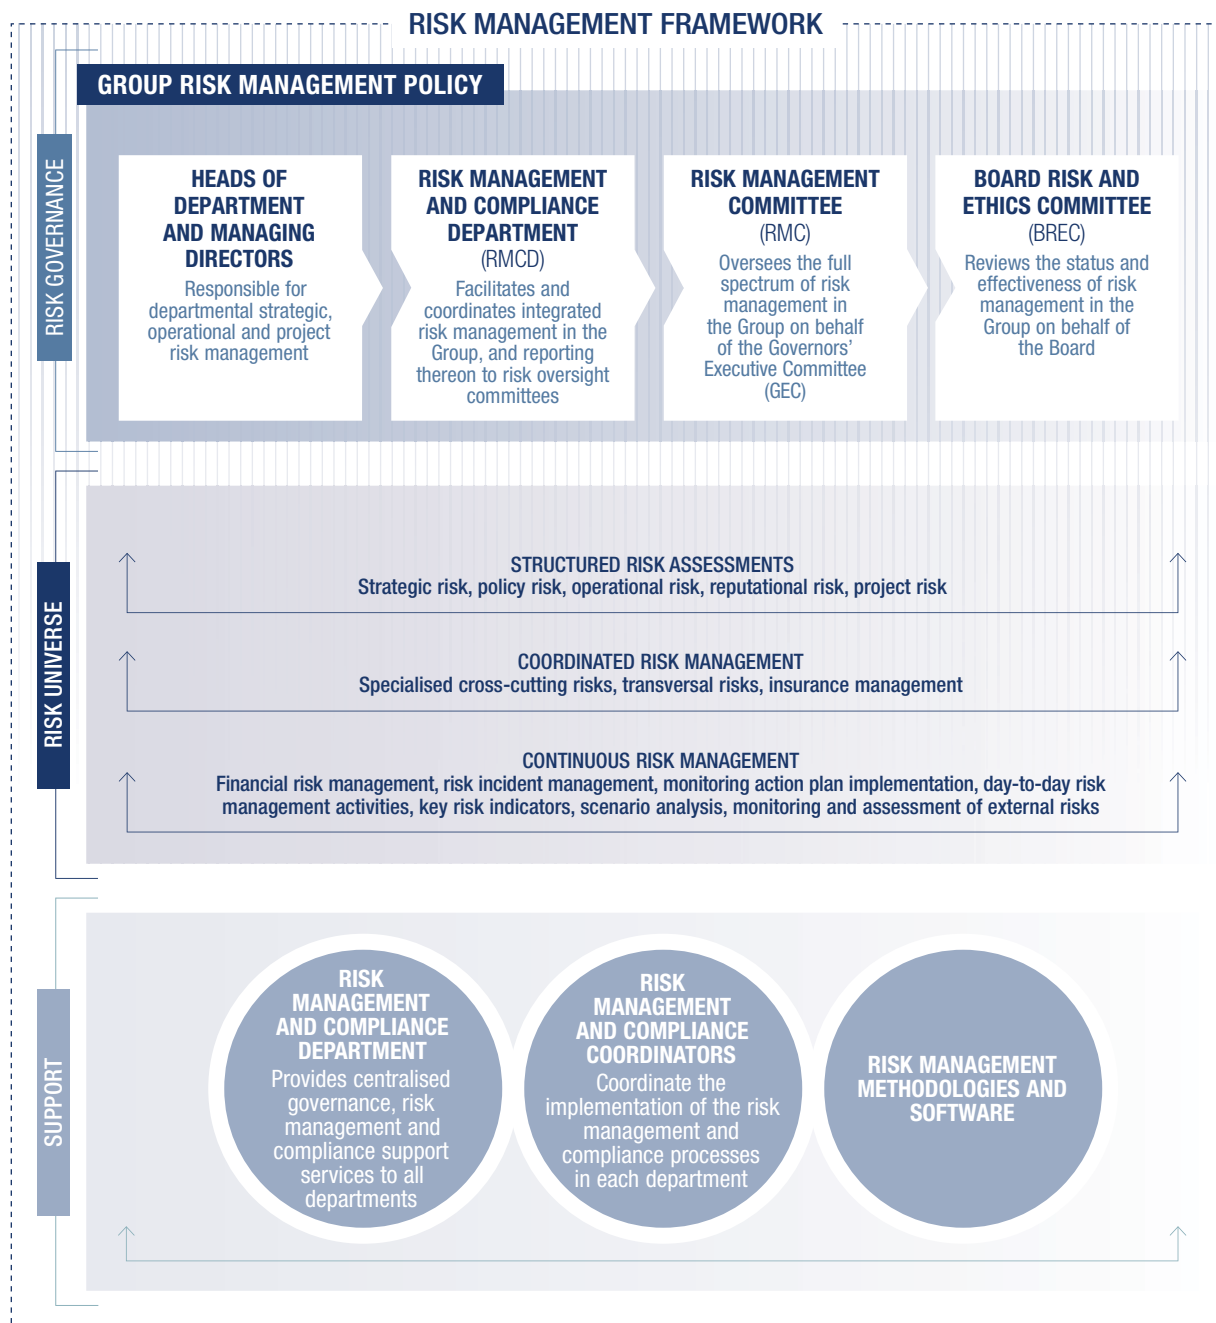 RISK MANAGEMENT FRAMEWORK
GROUP RISK MANAGEMENT POLICY
RISK GOVERNANCE
HEADS OF
DEPARTMENT
AND MANAGING
DIRECTORS
Responsible for
departmental strategic,
operational and project
risk management
RISK MANAGEMENT
AND COMPLIANCE
DEPARTMENT
(RMCD)
Facilitates and
coordinates integrated
risk management in the
Group, and reporting
thereon to risk oversight
committees
RISK MANAGEMENT
COMMITTEE
(RMC)
Oversees the full
spectrum of risk
management in
the Group on behalf
of the Governors’
Executive Committee
(GEC)
BOARD RISK AND
ETHICS COMMITTEE
(BREC)
Reviews the status and
effectiveness of risk
management in the
Group on behalf of
the Board
RISK UNIVERSE
STRUCTURED RISK ASSESSMENTS
Strategic risk, policy risk, operational risk, reputational risk, project risk
COORDINATED RISK MANAGEMENT
Specialised cross-cutting risks, transversal risks, insurance management
CONTINUOUS RISK MANAGEMENT
Financial risk management, risk incident management, monitoring action plan implementation, day-to-day risk
management activities, key risk indicators, scenario analysis, monitoring and assessment of external risks
SUPPORT
RISK
MANAGEMENT
AND COMPLIANCE
DEPARTMENT
Provides centralised
governance, risk
management and
compliance support
services to all
departments
RISK
MANAGEMENT
AND COMPLIANCE
COORDINATORS
Coordinate the
implementation of the risk
management and
compliance processes
in each department
RISK MANAGEMENT
METHODOLOGIES AND
SOFTWARE